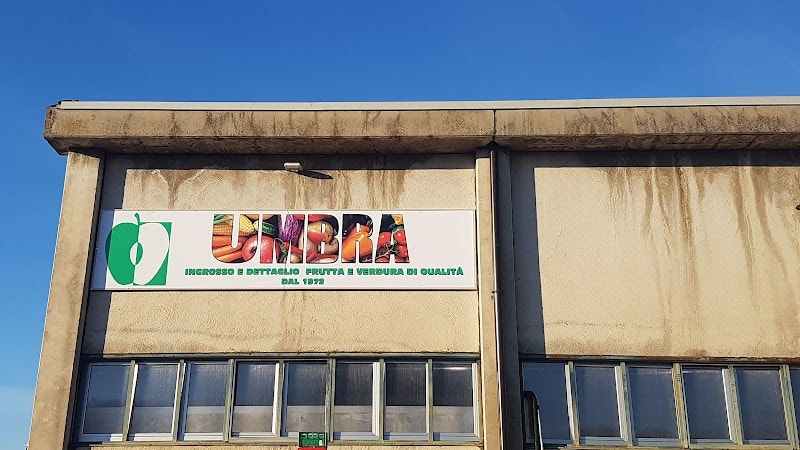 UMBRA
INGROSSO E DETTAGLIO FRUTTA E VERDURA DI QUALITÀ
DAL 1972